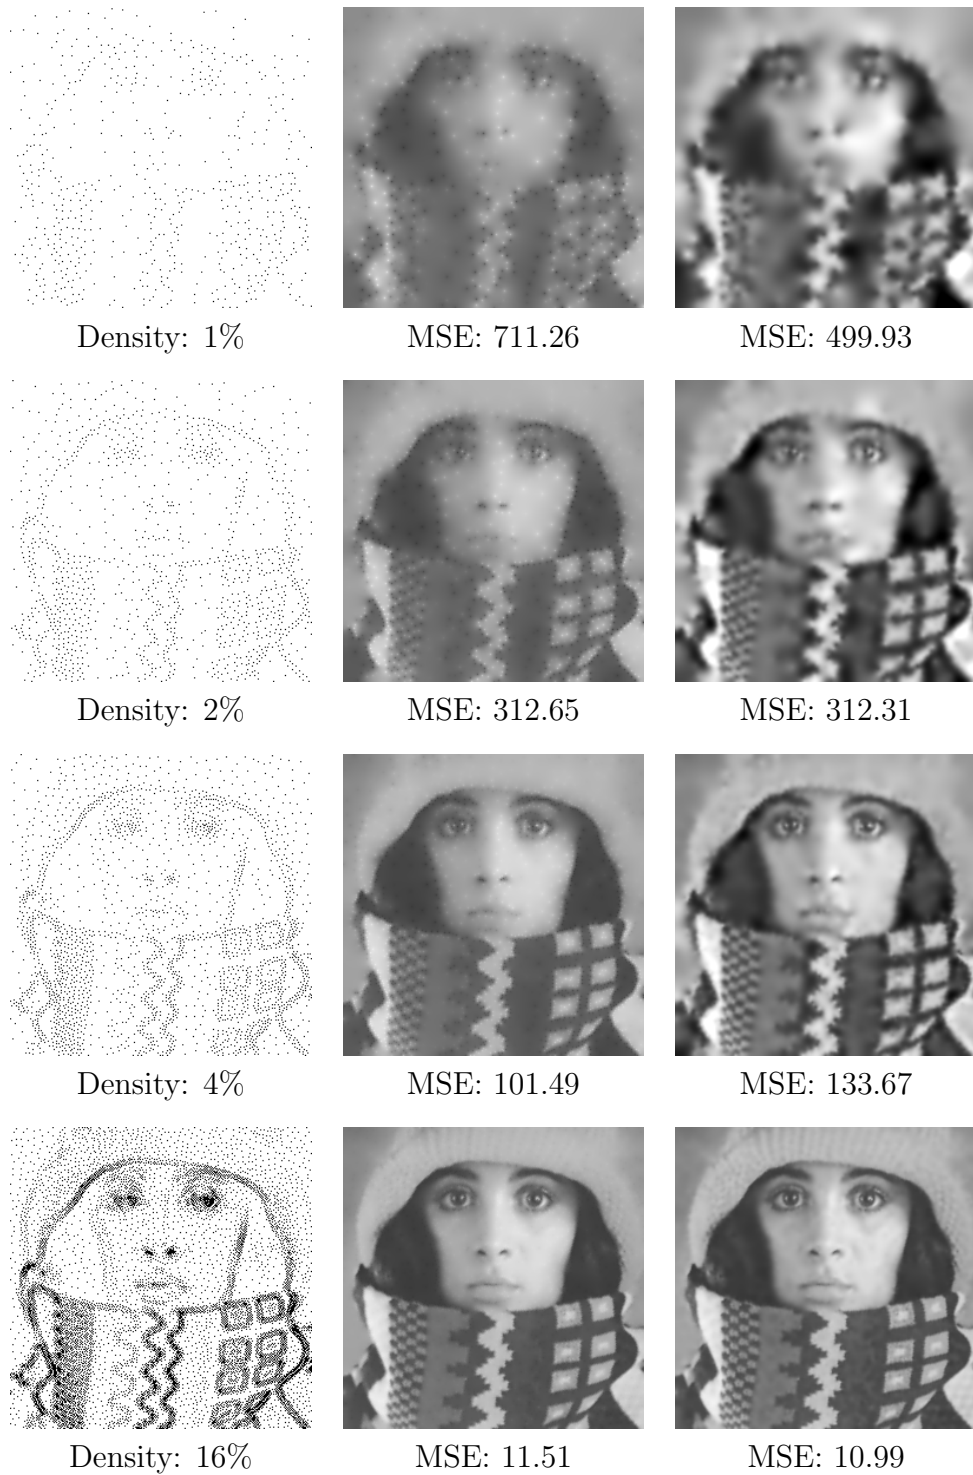 Density: 1%
MSE: 711.26
MSE: 499.93
Density: 2%
MSE: 312.65
MSE: 312.31
Density: 4%
MSE: 101.49
MSE: 133.67
Density: 16%
MSE: 11.51
MSE: 10.99